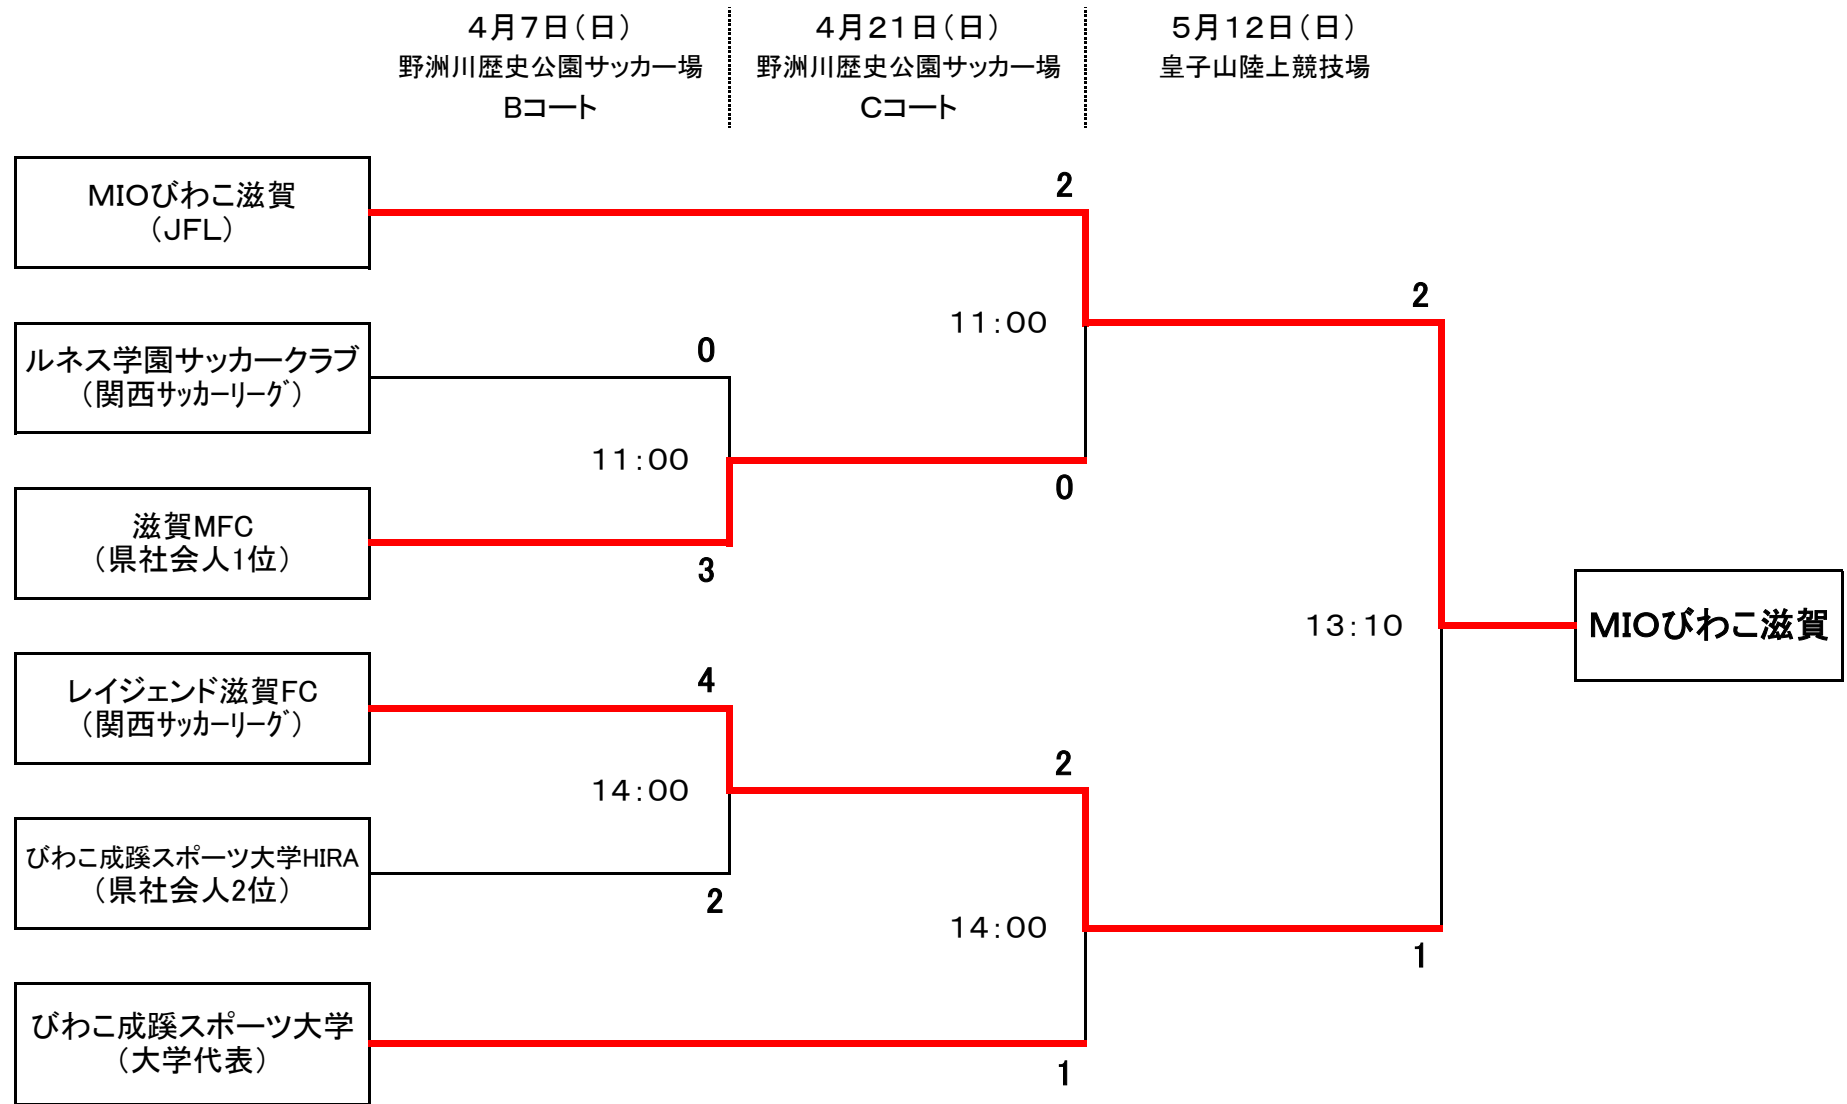 4月7日(日)
野洲川歴史公園サッカー場
Bコート
4月21日(日)
野洲川歴史公園サッカー場
Cコート
5月12日(日)
皇子山陸上競技場
MIOびわこ滋賀
(JFL)
2
ルネス学園サッカークラブ
(関西サッカーリーグ)
0
11:00
2
11:00
0
滋賀MFC
(県社会人1位)
3
13:10
MIOびわこ滋賀
レイジェンド滋賀FC
(関西サッカーリーグ)
4
14:00
2
びわこ成蹊スポーツ大学HIRA
(県社会人2位)
2
14:00
1
びわこ成蹊スポーツ大学
(大学代表)
1